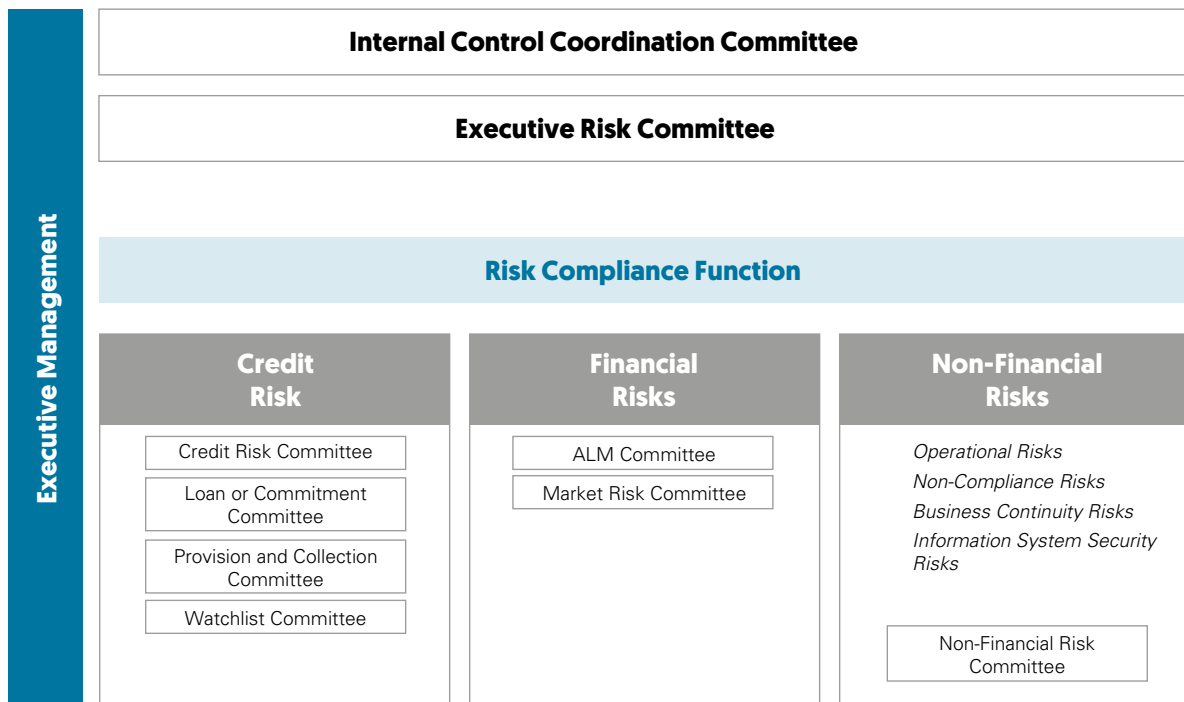 Executive Management
Internal Control Coordination Committee
Executive Risk Committee
Risk Compliance Function
Credit
Risk
Credit Risk Committee
Loan or Commitment
Committee
Provision and Collection
Committee
Watchlist Committee
Financial
Risks
ALM Committee
Market Risk Committee
Non-Financial
Risks
Operational Risks
Non-Compliance Risks
Business Continuity Risks
Information System Security
Risks
Non-Financial Risk
Committee